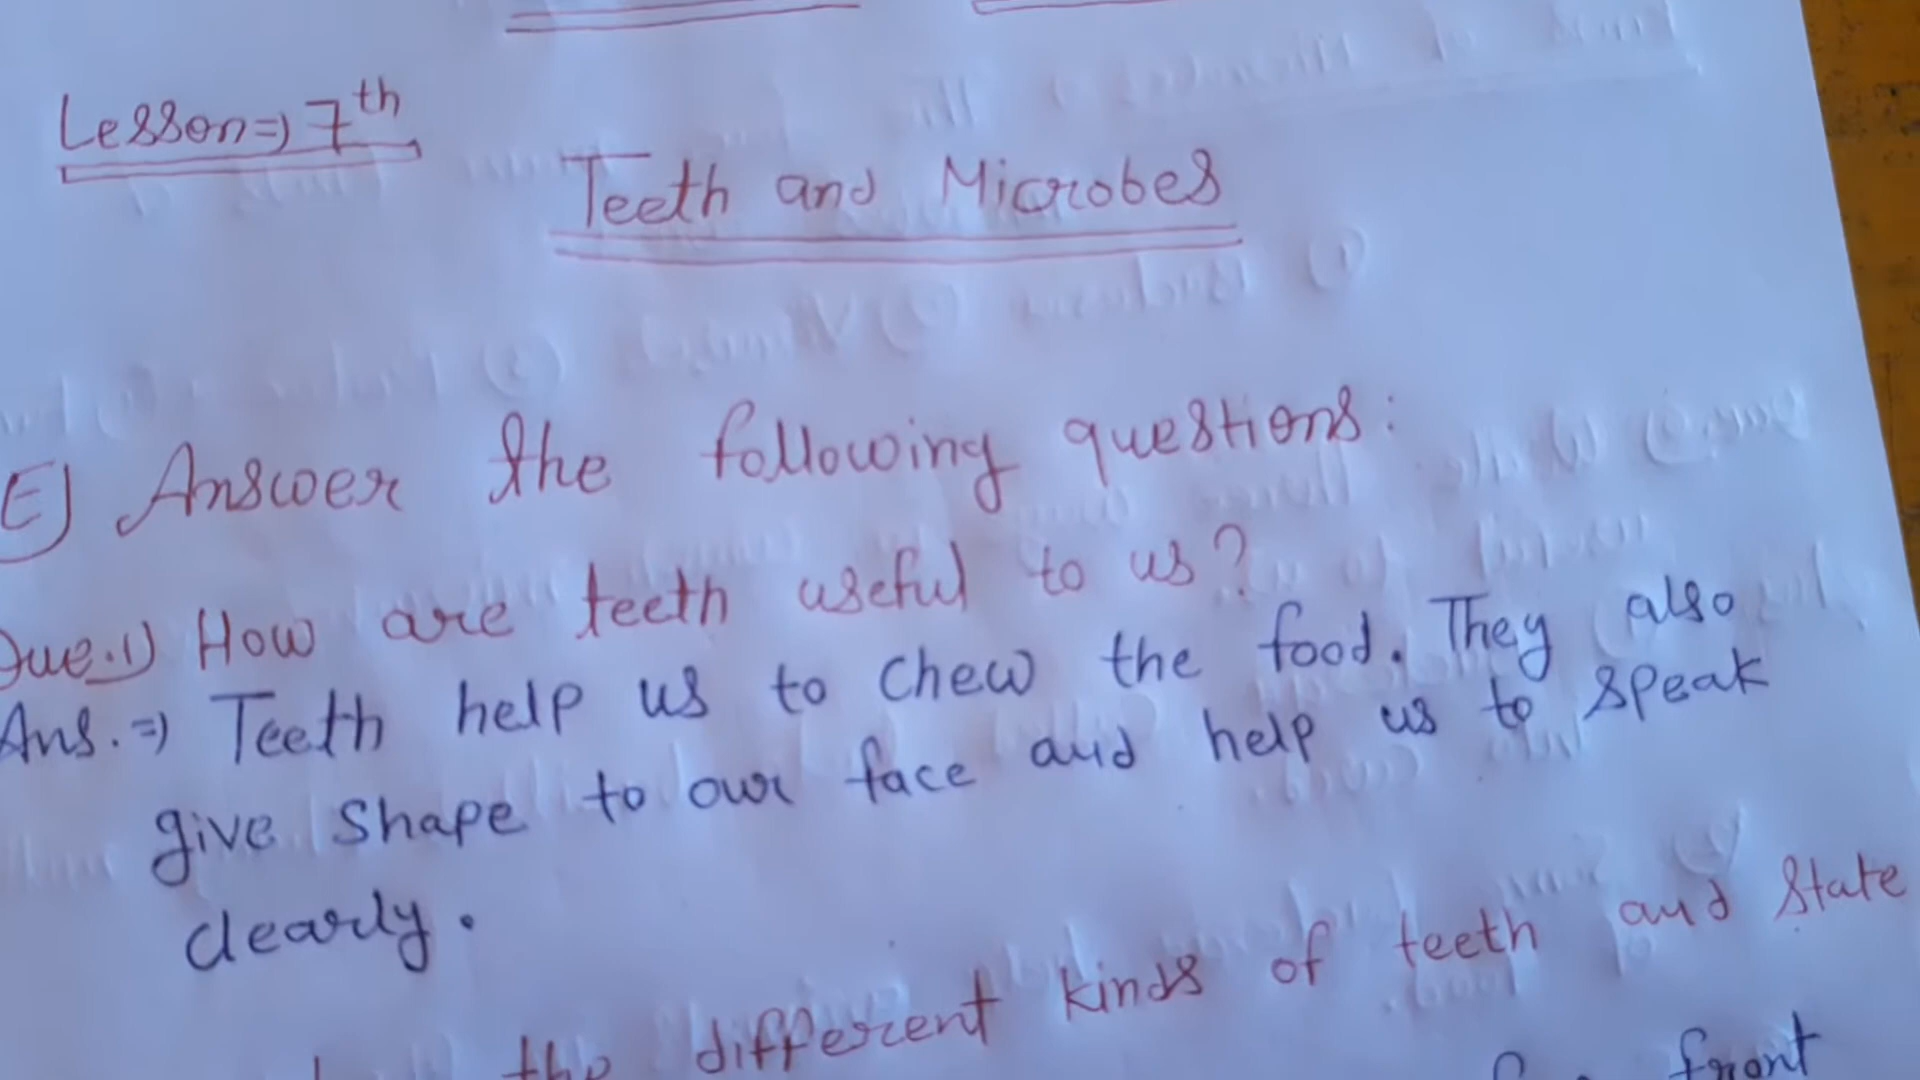 Lesson=> 7th
Teeth and Microbes
E) Answer the following questions:
Que.1) How are teeth useful to us?
Ans.=> Teeth help us to chew the food. They also
give shape to our face and help us to speak
clearly.
the different kinds of teeth and state
front